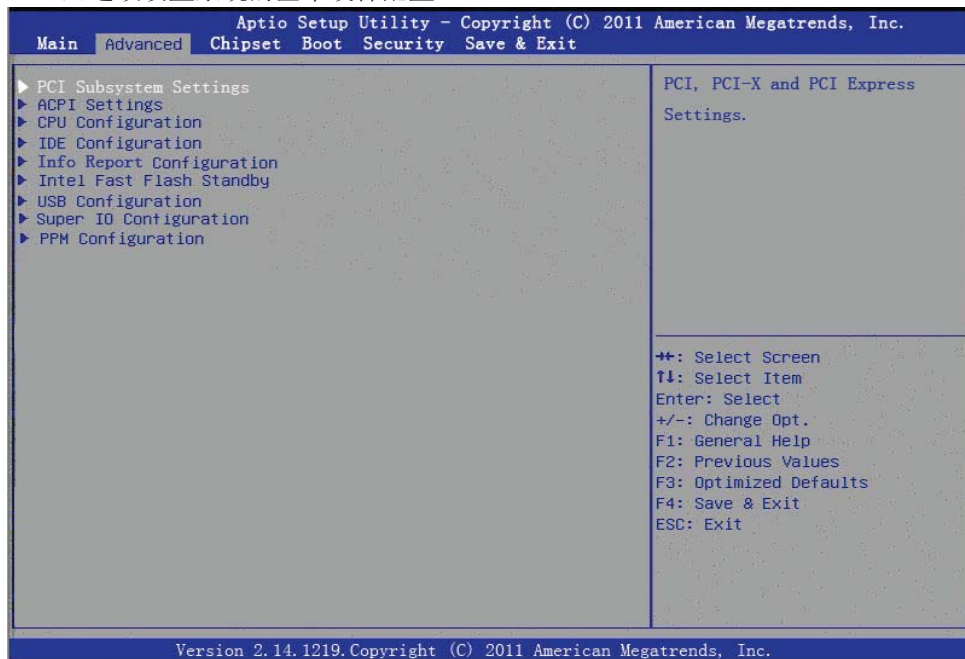 Aptio Setup Utility - Copyright (C) 2011 American Megatrends, Inc.
Main Advanced Chipset Boot Security Save & Exit
PCI Subsystem Settings
ACPI Settings
CPU Configuration
IDE Configuration
Info Report Configuration
Intel Fast Flash Standby
USB Configuration
Super IO Configuration
PPM Configuration
PCI, PCI-X and PCI Express
Settings.
→←: Select Screen
↑↓: Select Item
Enter: Select
+/-: Change Opt.
F1: General Help
F2: Previous Values
F3: Optimized Defaults
F4: Save & Exit
ESC: Exit
Version 2.14.1219.Copyright (C) 2011 American Megatrends, Inc.